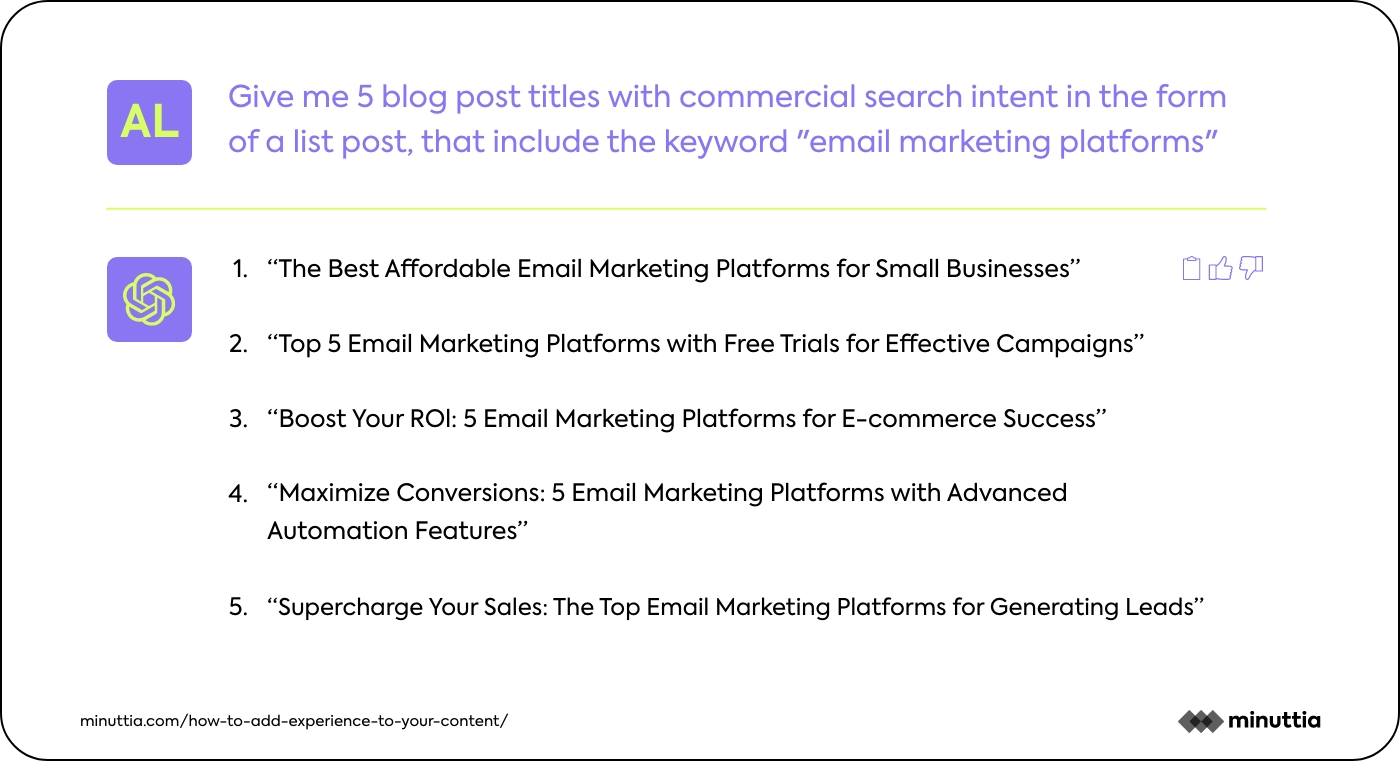 AL
Give me 5 blog post titles with commercial search intent in the form
of a list post, that include the keyword "email marketing platforms"
1. “The Best Affordable Email Marketing Platforms for Small Businesses”
2. “Top 5 Email Marketing Platforms with Free Trials for Effective Campaigns”
3. “Boost Your ROI: 5 Email Marketing Platforms for E-commerce Success”
4. “Maximize Conversions: 5 Email Marketing Platforms with Advanced
Automation Features”
5. “Supercharge Your Sales: The Top Email Marketing Platforms for Generating Leads”
minuttia.com/how-to-add-experience-to-your-content/
minuttia